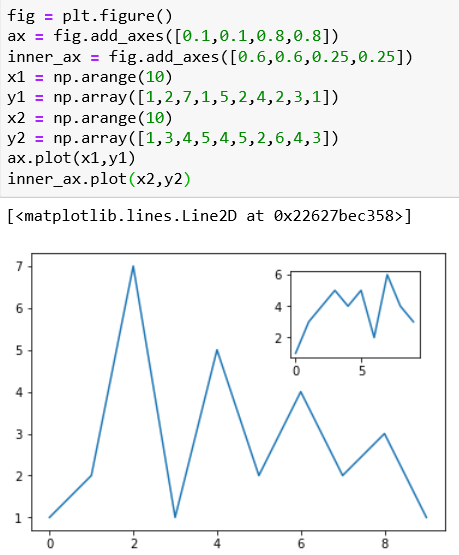 fig = plt.figure()
ax = fig.add_axes([0.1,0.1,0.8,0.8])
inner_ax = fig.add_axes([0.6,0.6,0.25,0.25])
x1 = np.arange(10)
y1 = np.array([1,2,7,1,5,2,4,2,3,1])
x2 = np.arange(10)
y2 = np.array([1,3,4,5,4,5,2,6,4,3])
ax.plot(x1,y1)
inner_ax.plot(x2,y2)
[<matplotlib.lines.Line2D at 0x22627bec358>]
7
6
5
4
3
2
1
0 2 4 6 8
6
4
2
0 5